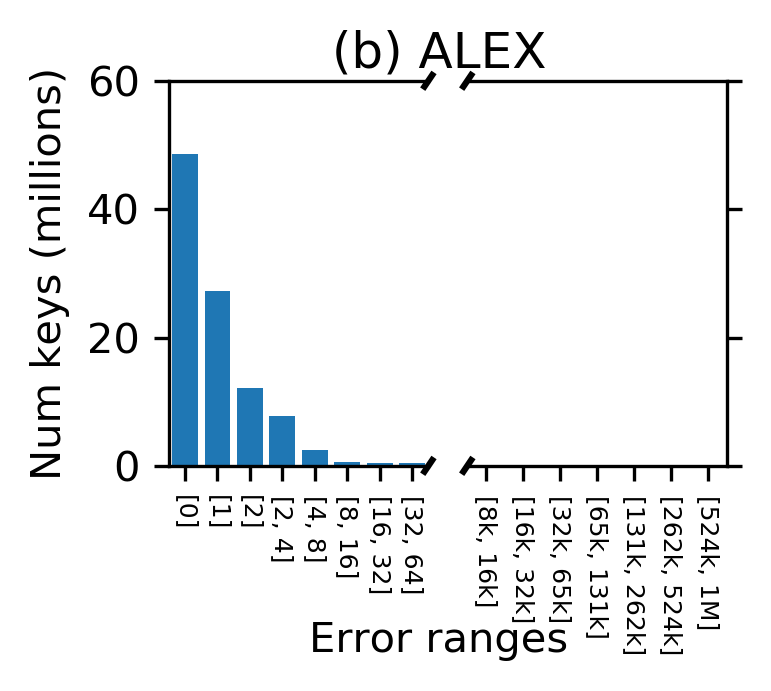 (b) ALEX
Num keys (millions)
60
40
20
0
[0]
[1]
[2]
[2, 4]
[4, 8]
[8, 16]
[16, 32]
[32, 64]
[8k, 16k]
[16k, 32k]
[32k, 65k]
[65k, 131k]
[131k, 262k]
[262k, 524k]
[524k, 1M]
Error ranges